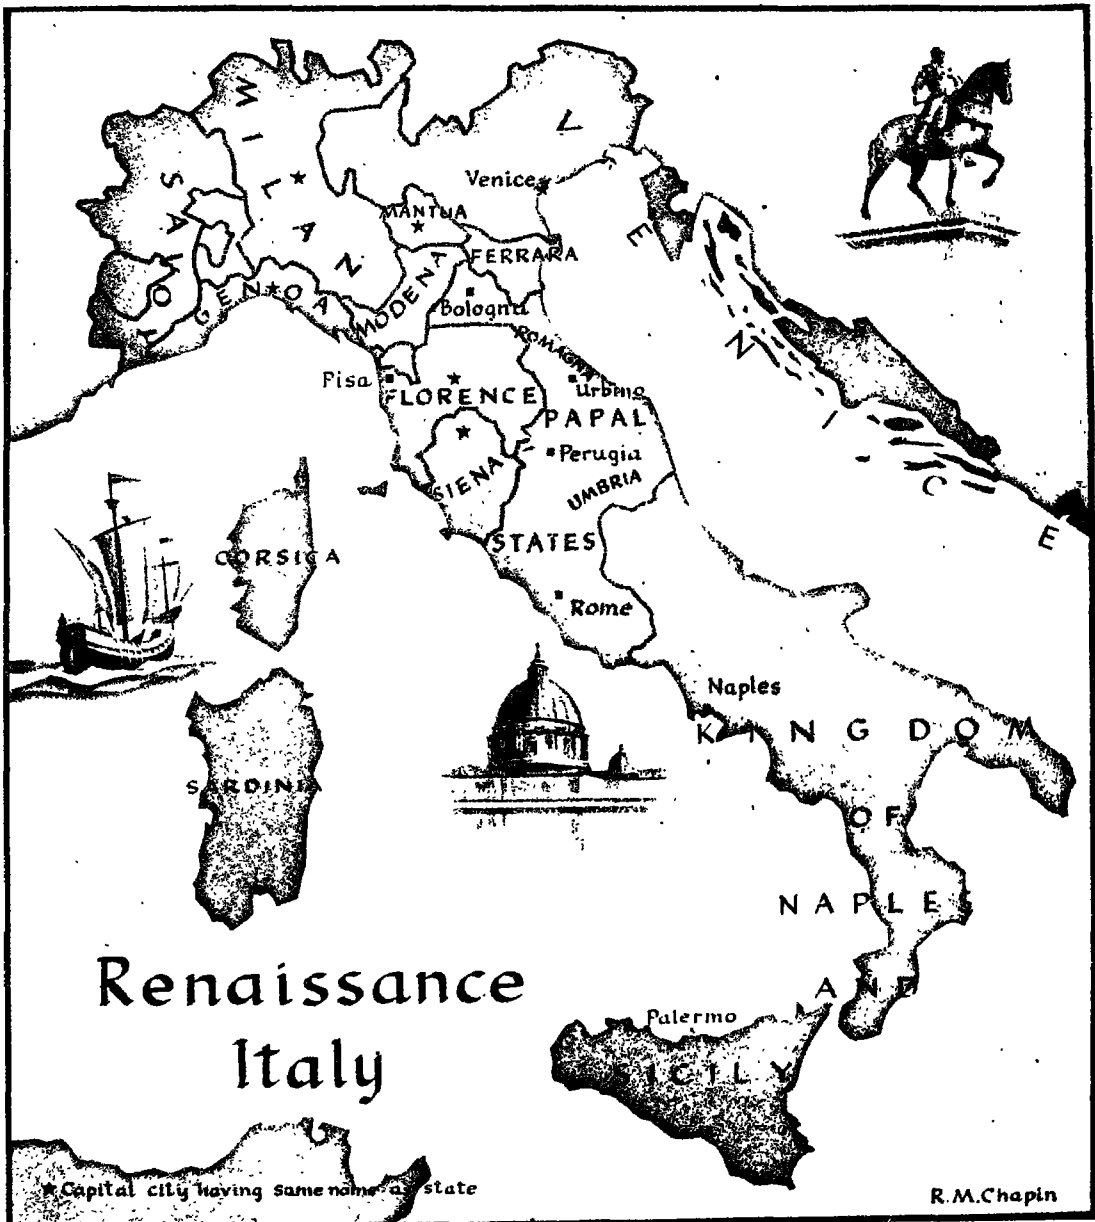 MILAN
SAVOY
VENICE
Venice
MANTUA
FERRARA
GENOA
MODENA
Bologna
ROMAGNA
Pisa
FLORENCE
Urbino
PAPAL
Perugia
SIENA
UMBRIA
STATES
CORSICA
Rome
Naples
KINGDOM
OF
SARDINIA
NAPLES
AND
Palermo
SICILY
Renaissance
Italy
★ Capital city having same name as state
R.M.Chapin